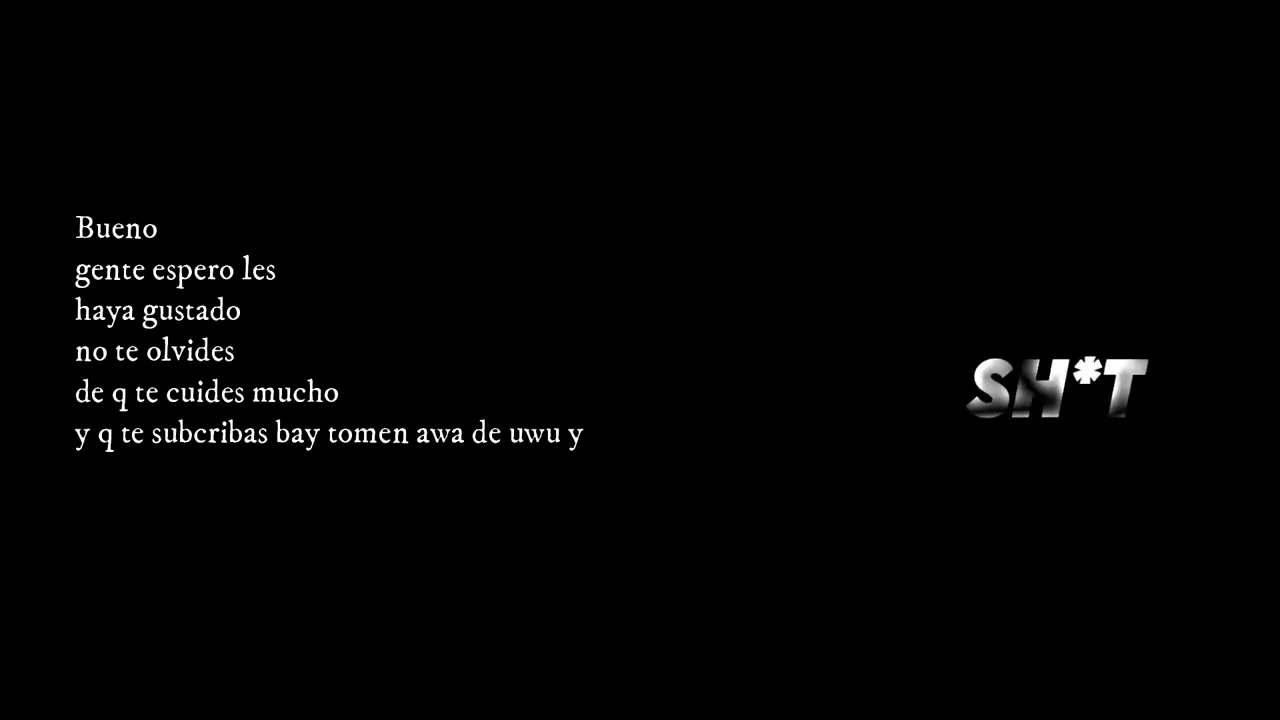 Bueno
gente espero les
haya gustado
no te olvides
de q te cuides mucho
y q te subcribas bay tomen awa de uwu y
SH*T